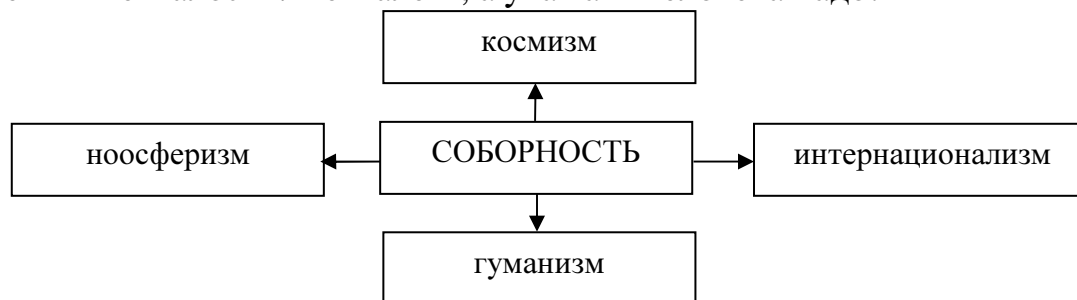 космизм
ноосферизм СОБОРНОСТЬ интернационализм
гуманизм